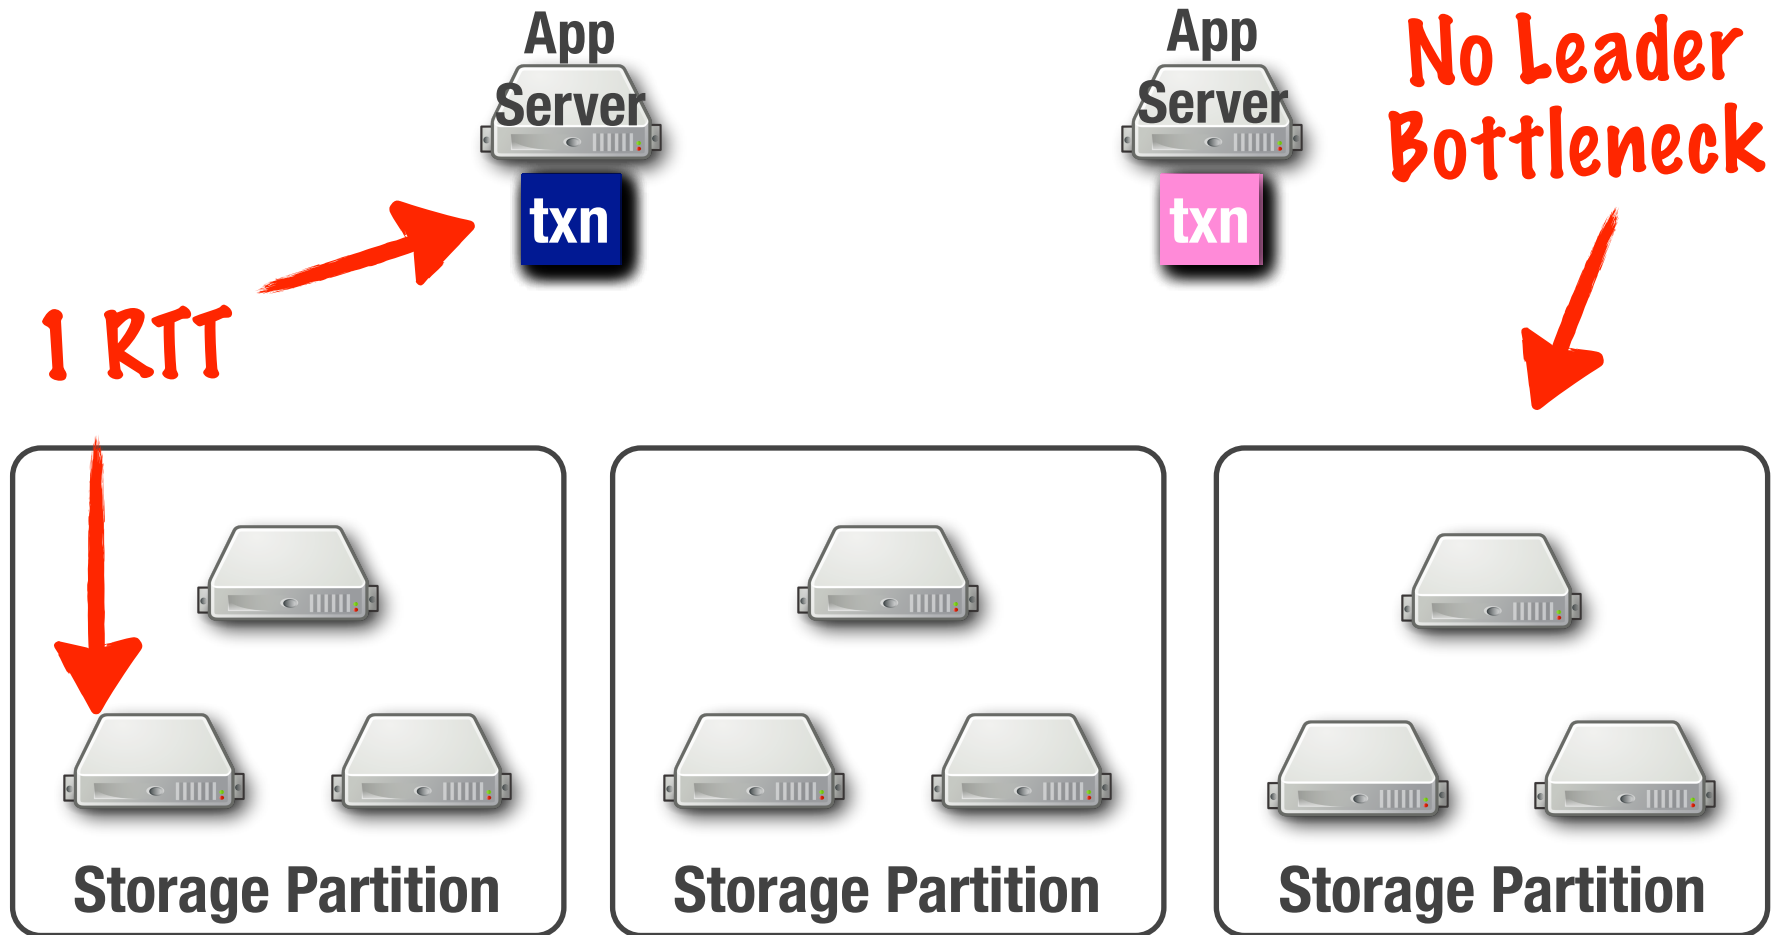 App
Server
txn
App
Server
txn
No Leader
Bottleneck
1 RTT
Storage Partition
Storage Partition
Storage Partition